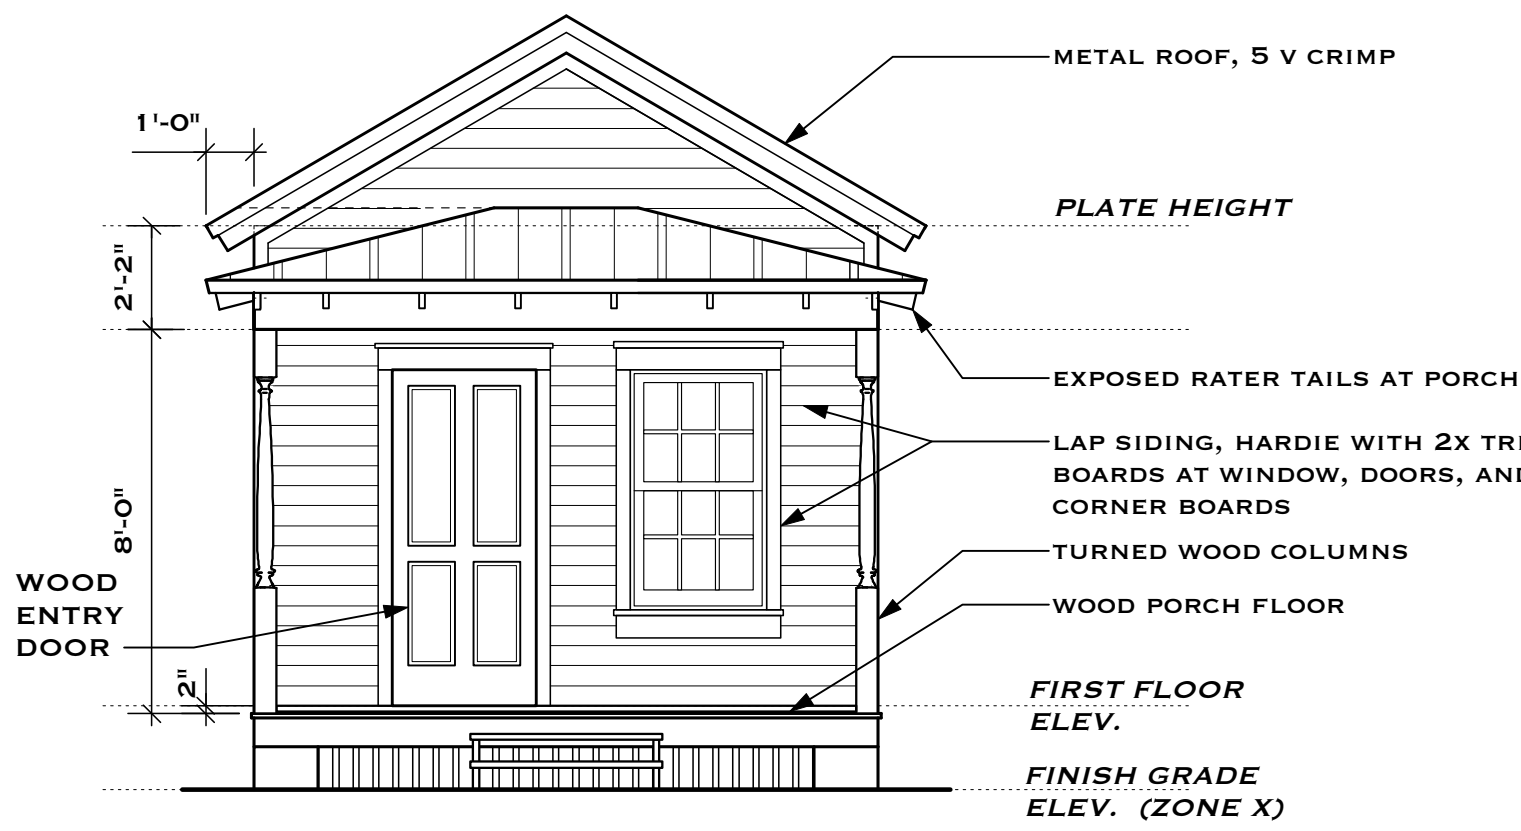 METAL ROOF, 5 V CRIMP
1'-0"
PLATE HEIGHT
2'-2"
EXPOSED RATER TAILS AT PORCH
LAP SIDING, HARDIE WITH 2X TRI
BOARDS AT WINDOW, DOORS, AND
CORNER BOARDS
8'-0"
TURNED WOOD COLUMNS
WOOD
ENTRY
DOOR
WOOD PORCH FLOOR
2"
FIRST FLOOR
ELEV.
FINISH GRADE
ELEV. (ZONE X)